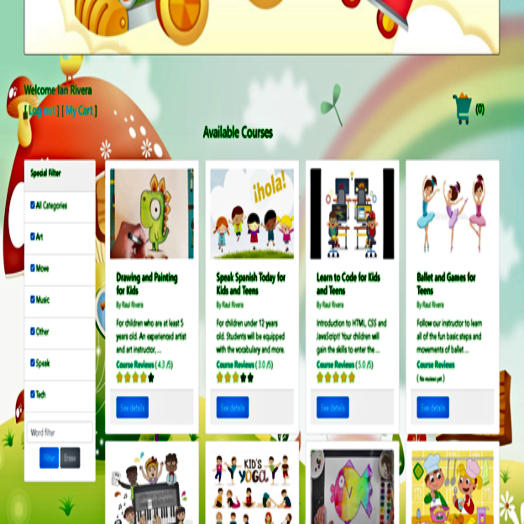 Welcome Ian Rivera
[ Log out ] [ My Cart ]
(0)
Available Courses
Special Filter
All Categories
Art
Move
Music
Other
Speak
Tech
Word filter
Filter
Erase
Drawing and Painting
for Kids
By Raul Rivera
For children who are at least 5
years old. An experienced artist
and art instructor, ...
Course Reviews ( 4.3 /5)
See details
¡hola!
Speak Spanish Today for
Kids and Teens
By Raul Rivera
For children under 12 years
old. Students will be equipped
with the vocabulary and more.
Course Reviews ( 3.0 /5)
See details
Learn to Code for Kids
and Teens
By Raul Rivera
Introduction to HTML, CSS and
JavaScript! Your children will
gain the skills to enter the ...
Course Reviews ( 5.0 /5)
See details
Ballet and Games for
Teens
By Raul Rivera
Follow our instructor to learn
all of the fun basic steps and
movements of ballet ...
Course Reviews
( No reviews yet )
See details
KID'S
YOGA